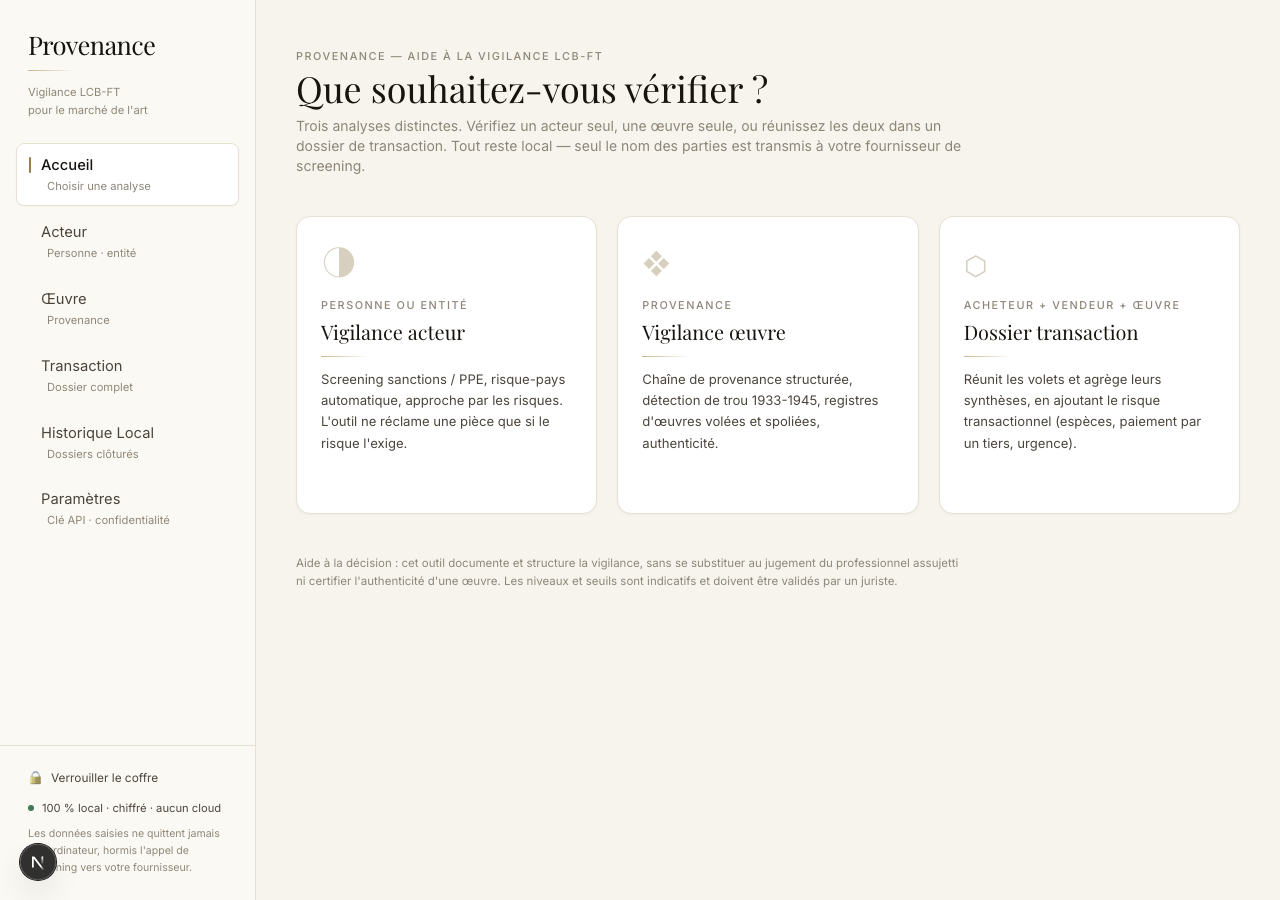 Provenance
Vigilance LCB-FT
pour le marché de l'art
Accueil
Choisir une analyse
Acteur
Personne · entité
Œuvre
Provenance
Transaction
Dossier complet
Historique Local
Dossiers clôturés
Paramètres
Clé API · confidentialité
Verrouiller le coffre
100 % local · chiffré · aucun cloud
Les données saisies ne quittent jamais
hormis l'appel de
vers votre fournisseur.
N
PROVENANCE — AIDE À LA VIGILANCE LCB-FT
Que souhaitez-vous vérifier ?
Trois analyses distinctes. Vérifiez un acteur seul, une œuvre seule, ou réunissez les deux dans un
dossier de transaction. Tout reste local — seul le nom des parties est transmis à votre fournisseur de
screening.
PERSONNE OU ENTITÉ
Vigilance acteur
Screening sanctions / PPE, risque-pays
automatique, approche par les risques.
L'outil ne réclame une pièce que si le
risque l'exige.
PROVENANCE
Vigilance œuvre
Chaîne de provenance structurée,
détection de trou 1933-1945, registres
d'œuvres volées et spoliées,
authenticité.
ACHETEUR + VENDEUR + ŒUVRE
Dossier transaction
Réunit les volets et agrège leurs
synthèses, en ajoutant le risque
transactionnel (espèces, paiement par
un tiers, urgence).
Aide à la décision : cet outil documente et structure la vigilance, sans se substituer au jugement du professionnel assujetti
ni certifier l'authenticité d'une œuvre. Les niveaux et seuils sont indicatifs et doivent être validés par un juriste.